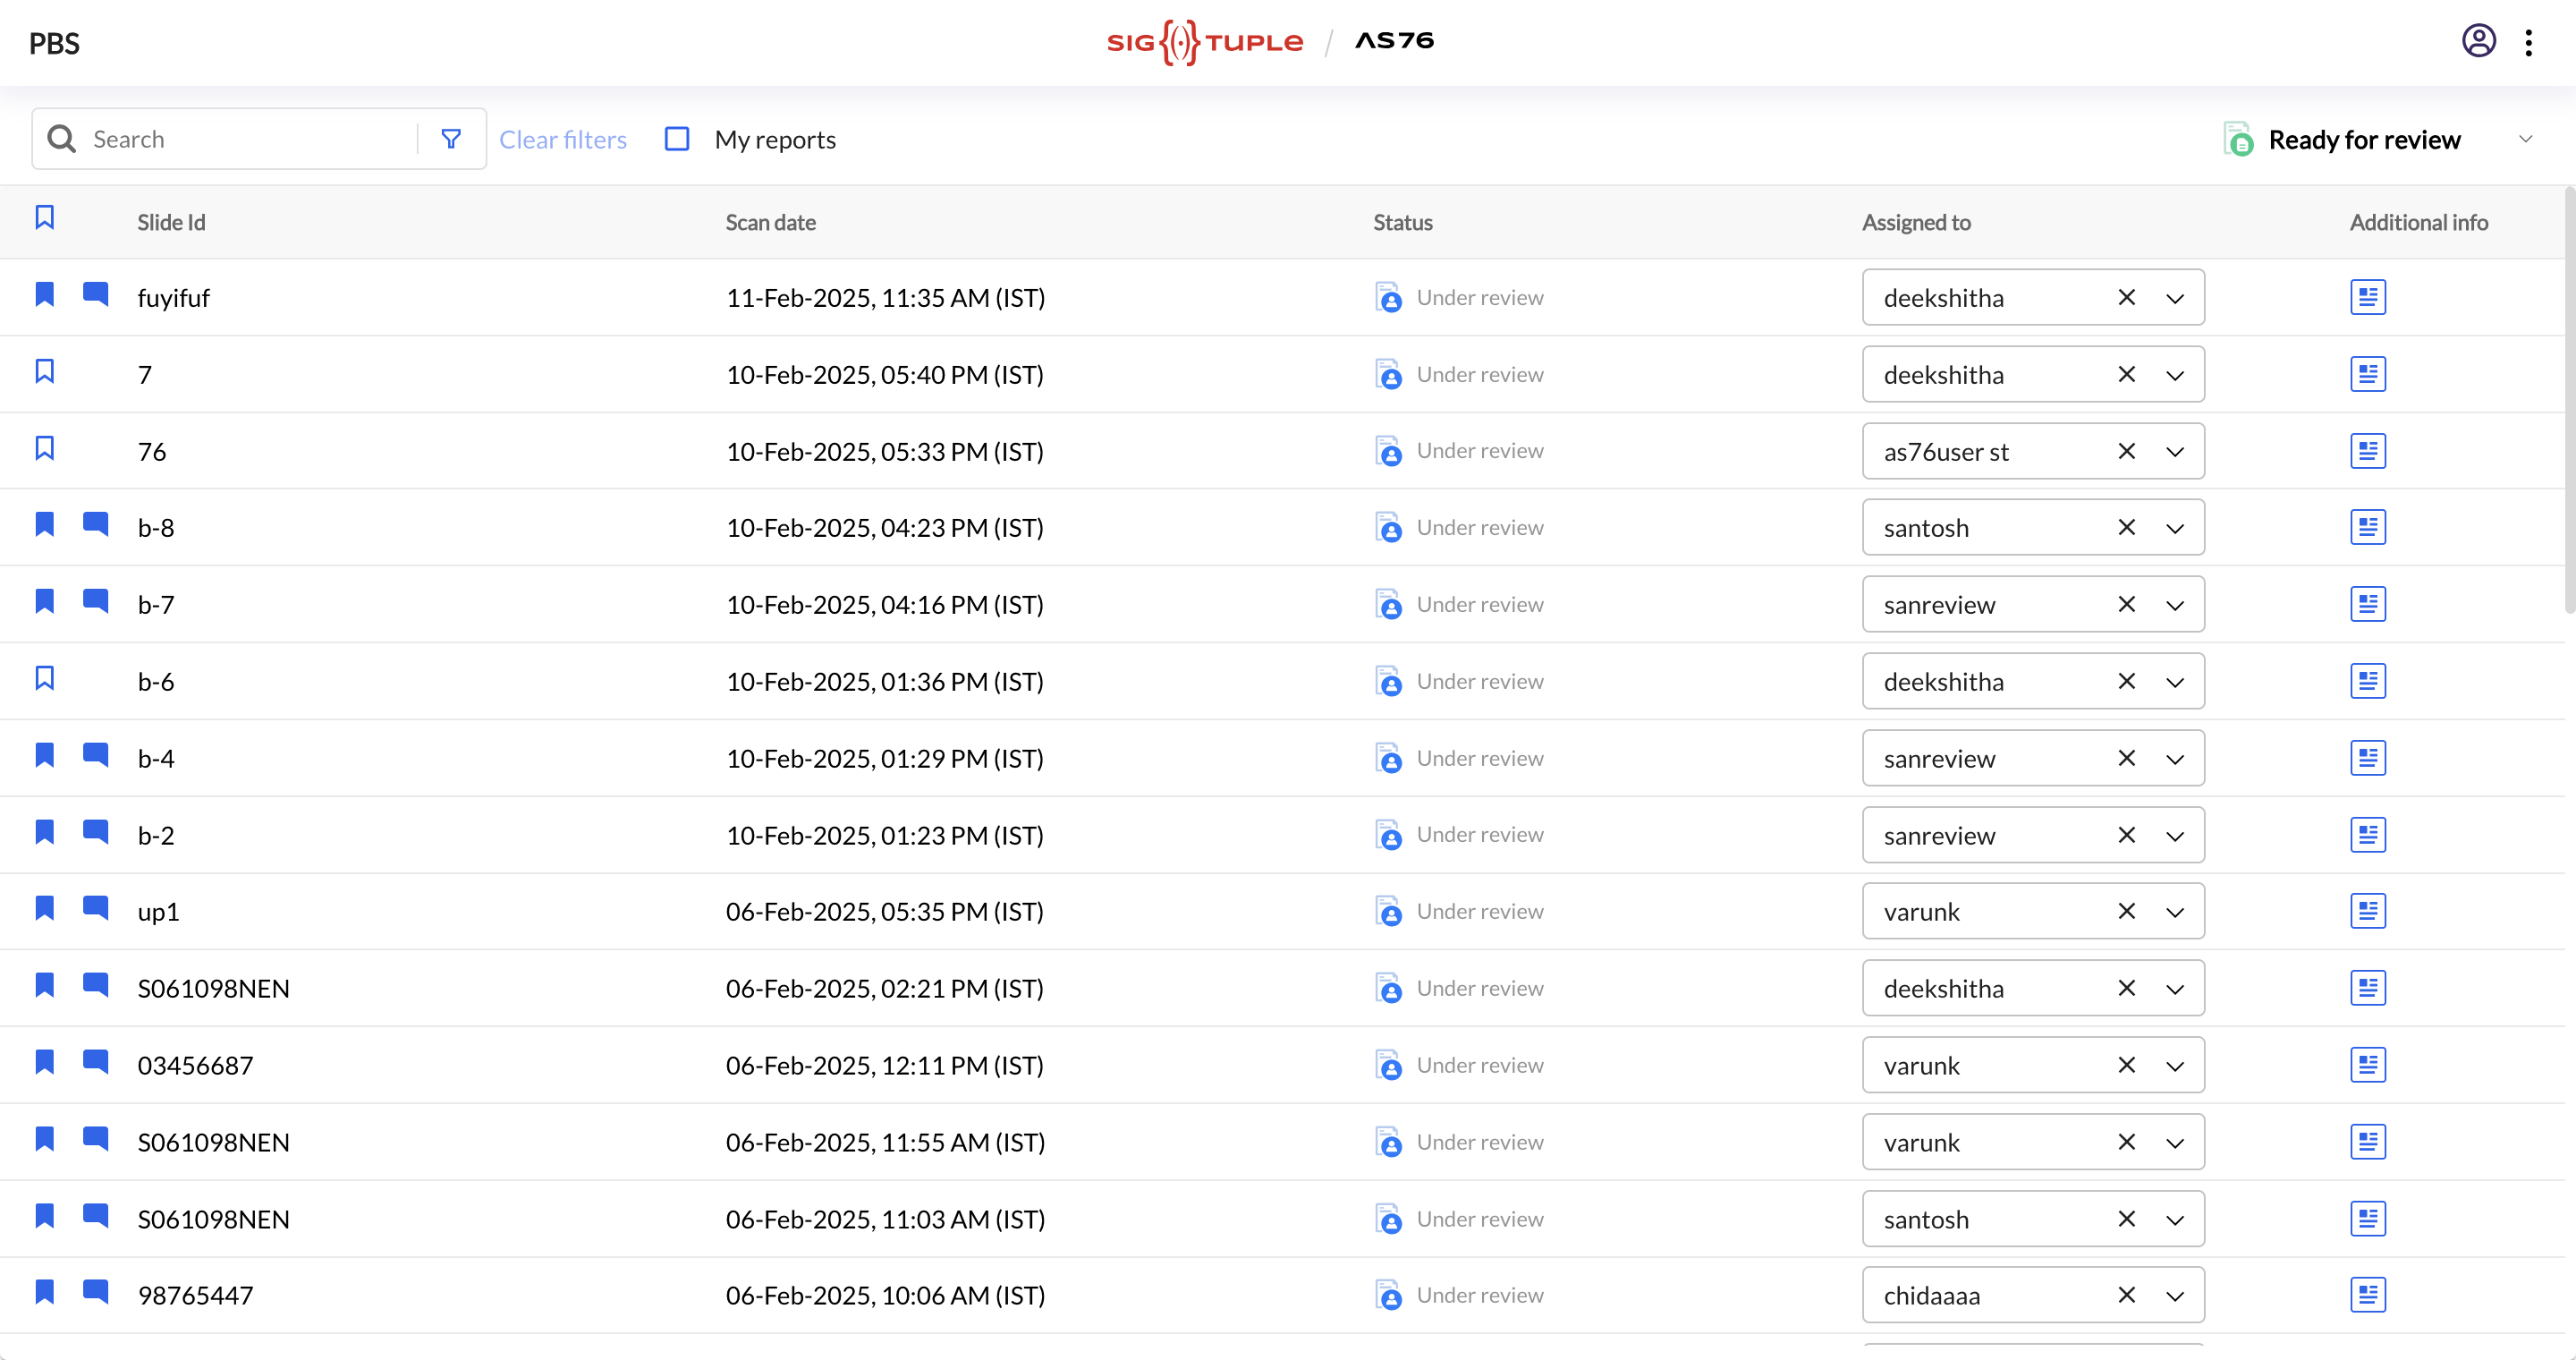 PBS
SIG{(·)}TUPLE / AS76
Search
Clear filters
My reports
Ready for review
Slide Id Scan date Status Assigned to Additional info
fuyifuf 11-Feb-2025, 11:35 AM (IST) Under review deekshitha
7 10-Feb-2025, 05:40 PM (IST) Under review deekshitha
76 10-Feb-2025, 05:33 PM (IST) Under review as76user st
b-8 10-Feb-2025, 04:23 PM (IST) Under review santosh
b-7 10-Feb-2025, 04:16 PM (IST) Under review sanreview
b-6 10-Feb-2025, 01:36 PM (IST) Under review deekshitha
b-4 10-Feb-2025, 01:29 PM (IST) Under review sanreview
b-2 10-Feb-2025, 01:23 PM (IST) Under review sanreview
up1 06-Feb-2025, 05:35 PM (IST) Under review varunk
S061098NEN 06-Feb-2025, 02:21 PM (IST) Under review deekshitha
03456687 06-Feb-2025, 12:11 PM (IST) Under review varunk
S061098NEN 06-Feb-2025, 11:55 AM (IST) Under review varunk
S061098NEN 06-Feb-2025, 11:03 AM (IST) Under review santosh
98765447 06-Feb-2025, 10:06 AM (IST) Under review chidaaaa